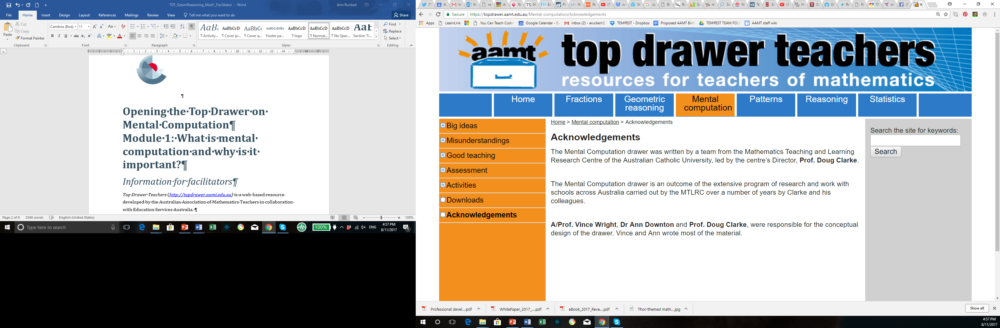 TDT_GeomReasoning_Mod1_Facilitator - Word
Ann Ruckert
File Home Insert Design Layout References Mailings Review View Tell me what you want to do Share
Paste
Cut
Copy
Format Painter
Clipboard
Cambria (Body 11
Font
Paragraph
¶ Activity... ¶ Cover pi... ¶ Cover q... Footer pa... ¶ logo ¶ Normal... ¶ No Spac... Section Ti...
Styles
Find
Replace
Select
Editing
¶
Opening·the·Top·Drawer·on·
Mental·Computation¶
Module·1:·What·is·mental·
computation·and·why·is·it·
important?¶
Information·for·facilitators¶
Top·Drawer·Teachers·(http://topdrawer.aamt.edu.au)·is·a·web-based·resource·
developed·by·the·Australian·Association·of·Mathematics·Teachers·in·collaboration·
with·Education·Services·Australia.·¶
Page 2 of 8 2048 words English (United States) 100%
Type here to search
100%
ENG
4:57 PM
8/11/2017
Secure https://topdrawer.aamt.edu.au/Mental-computation/Acknowledgements
Apps LearnLink You Can Teach Codin Google Calendar - Ev Inbox (2) - aruckert@ TEMPEST - Dropbox Proposed AAMT Birth TEMPEST TEAM FOLD AAMT staff wiki
aamt
top drawer teachers
resources for teachers of mathematics
Home
Fractions
Geometric
reasoning
Mental
computation
Patterns
Reasoning
Statistics
Big ideas
Misunderstandings
Good teaching
Assessment
Activities
Downloads
Acknowledgements
Home > Mental computation > Acknowledgements
Acknowledgements
The Mental Computation drawer was written by a team from the Mathematics Teaching and Learning
Research Centre of the Australian Catholic University, led by the centre's Director, Prof. Doug Clarke.
The Mental Computation drawer is an outcome of the extensive program of research and work with
schools across Australia carried out by the MTLRC over a number of years by Clarke and his
colleagues.
A/Prof. Vince Wright, Dr Ann Downton and Prof. Doug Clarke, were responsible for the conceptual
design of the drawer. Vince and Ann wrote most of the material.
Search the site for keywords:
Search
Professional devel....pdf
WhitePaper_2017_....pdf
eBook_2017_Reve....pdf
Thor-themed math....jpg
Show all
4:57 PM
8/11/2017